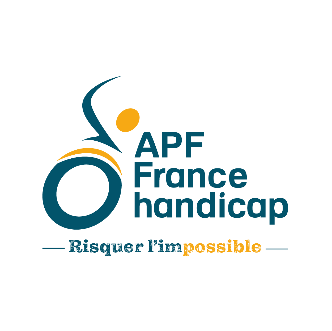 APF
France
handicap
Risquer l'impossible